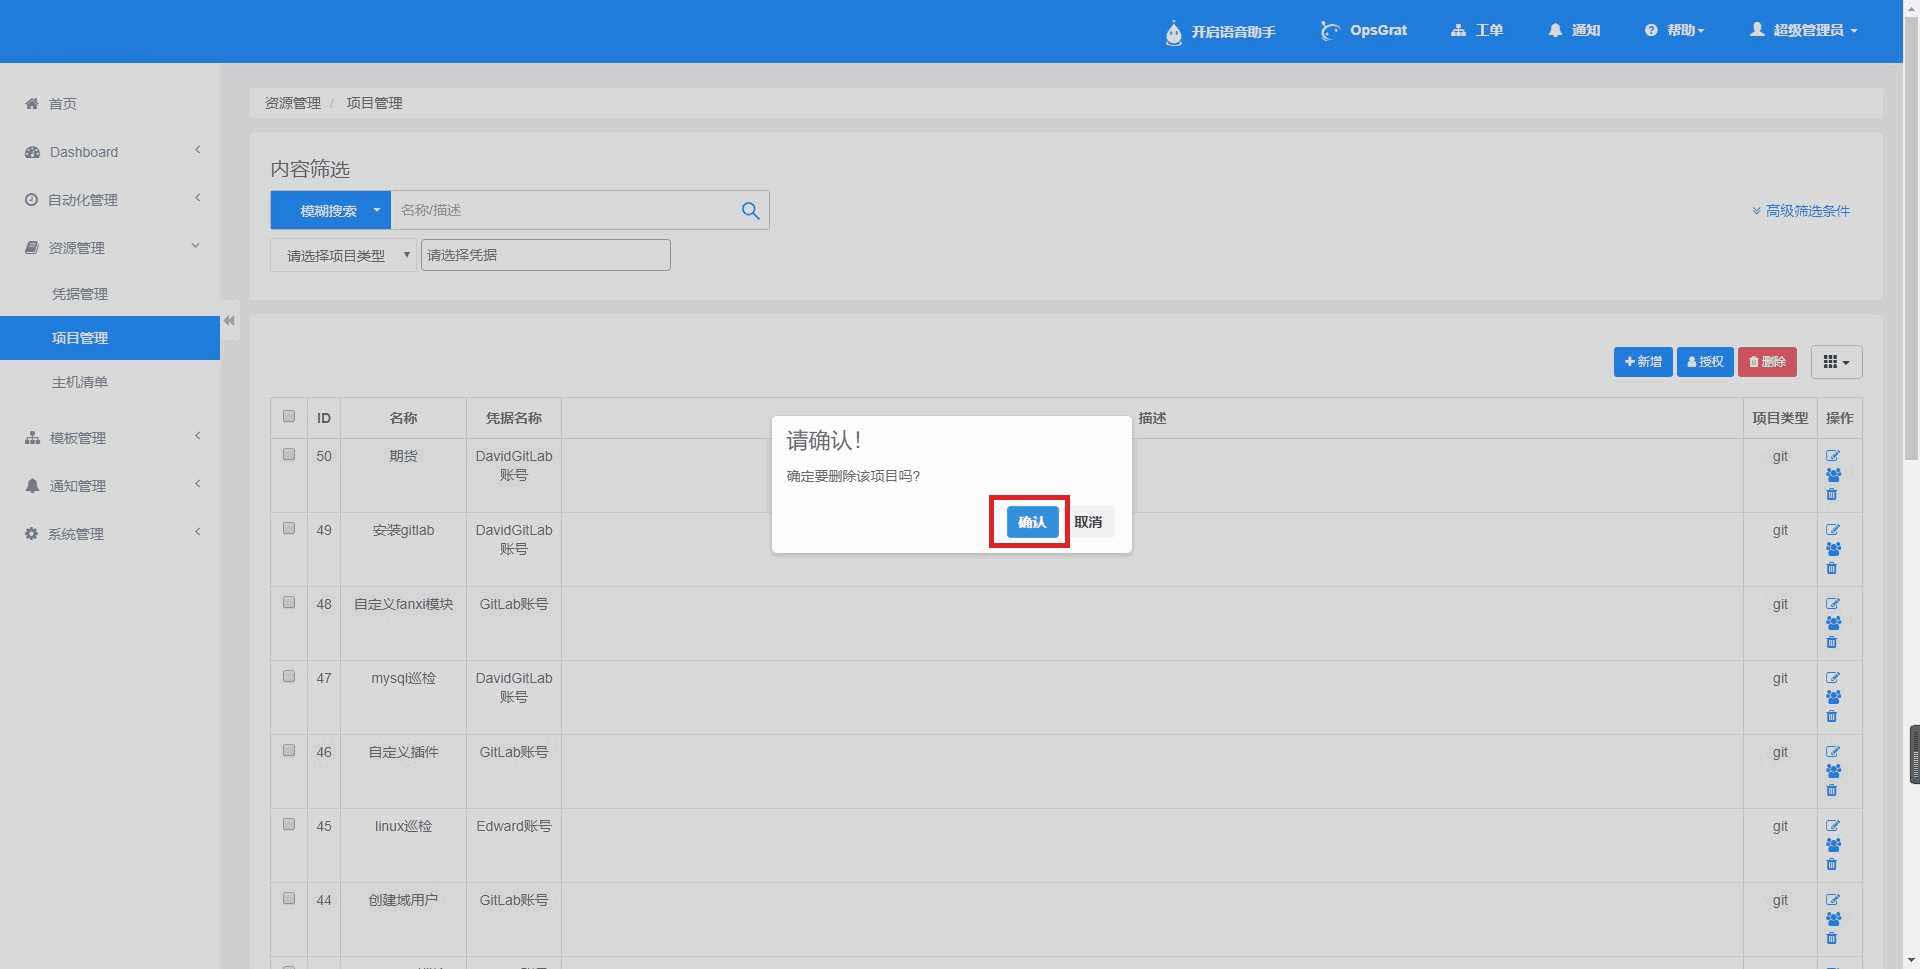 开启语音助手 OpsGrat 工单 通知 帮助 超级管理员
首页
Dashboard
自动化管理
资源管理
凭据管理
项目管理
主机清单
模板管理
通知管理
系统管理
资源管理 / 项目管理
内容筛选
模糊搜索 名称/描述
高级筛选条件
请选择项目类型 请选择凭据
新增 授权 删除
ID 名称 凭据名称 描述 项目类型 操作
50 期货 DavidGitLab账号 git
49 安装gitlab DavidGitLab账号 git
48 自定义fanxi模块 GitLab账号 git
47 mysql巡检 DavidGitLab账号 git
46 自定义插件 GitLab账号 git
45 linux巡检 Edward账号 git
44 创建域用户 GitLab账号 git
请确认！
确定要删除该项目吗?
确认 取消